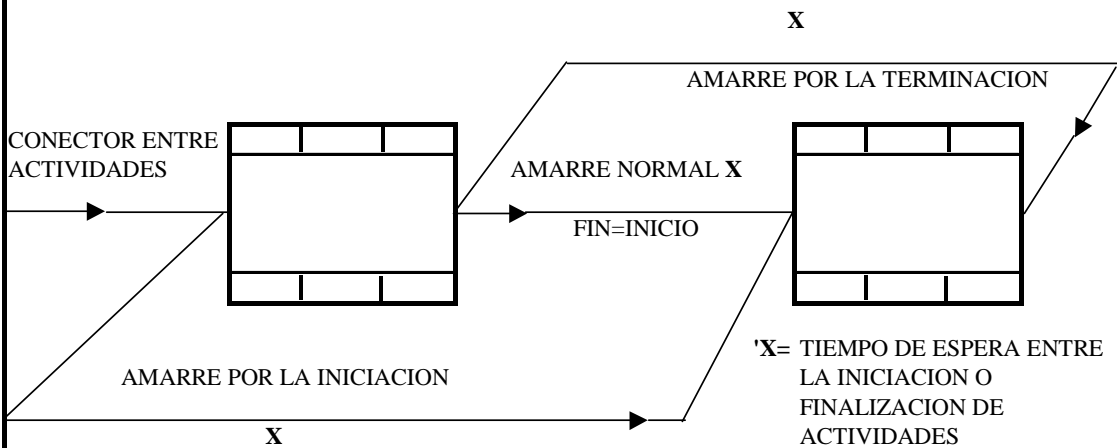 X
AMARRE POR LA TERMINACION
CONECTOR ENTRE
ACTIVIDADES
AMARRE NORMAL X
FIN=INICIO
'X= TIEMPO DE ESPERA ENTRE
LA INICIACION O
FINALIZACION DE
ACTIVIDADES
AMARRE POR LA INICIACION
X